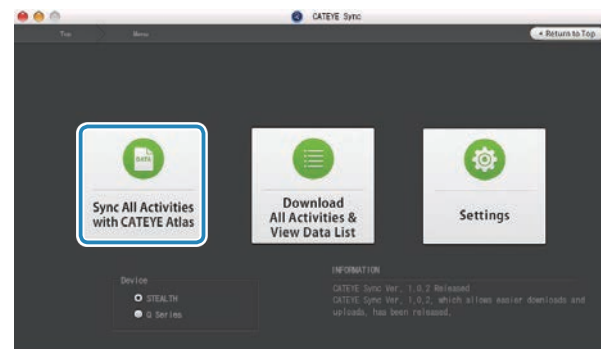 CATEYE Sync
Top
Menu
Return to Top
DATA
Sync All Activities
with CATEYE Atlas
Download
All Activities &
View Data List
Settings
Device
STEALTH
Q Series
INFORMATION
CATEYE Sync Ver. 1.0.2 Released
CATEYE Sync Ver. 1.0.2, which allows easier downloads and
uploads, has been released.